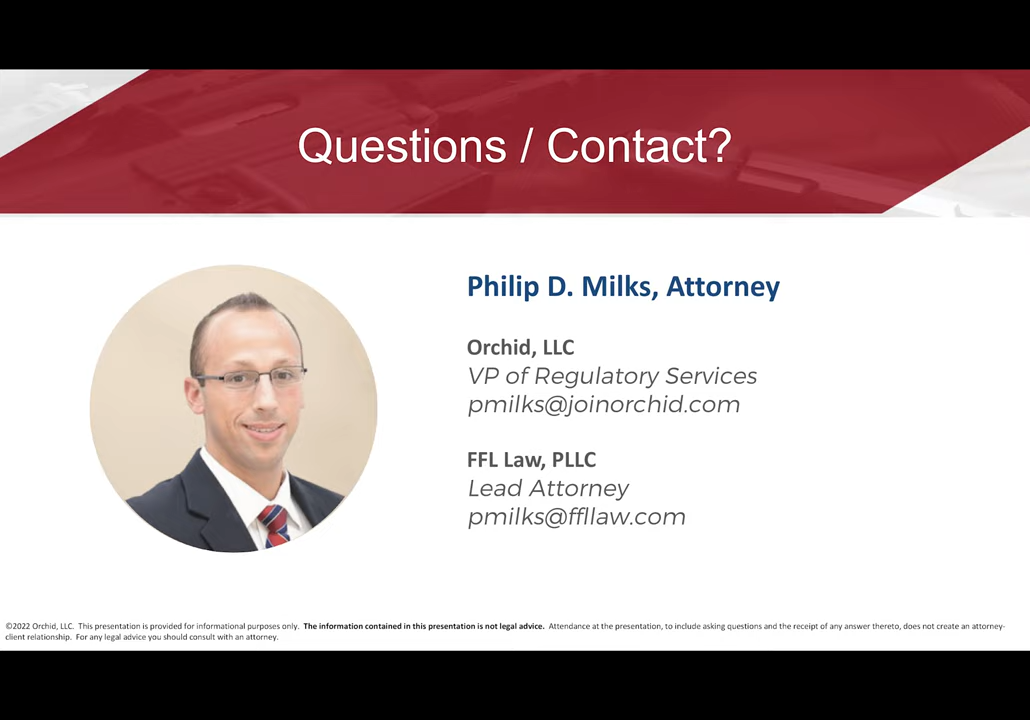 Questions / Contact?
Philip D. Milks, Attorney
Orchid, LLC
VP of Regulatory Services
pmilks@joinorchid.com
FFL Law, PLLC
Lead Attorney
pmilks@ffllaw.com
©2022 Orchid, LLC. This presentation is provided for informational purposes only. The information contained in this presentation is not legal advice. Attendance at the presentation, to include asking questions and the receipt of any answer thereto, does not create an attorney-
client relationship. For any legal advice you should consult with an attorney.